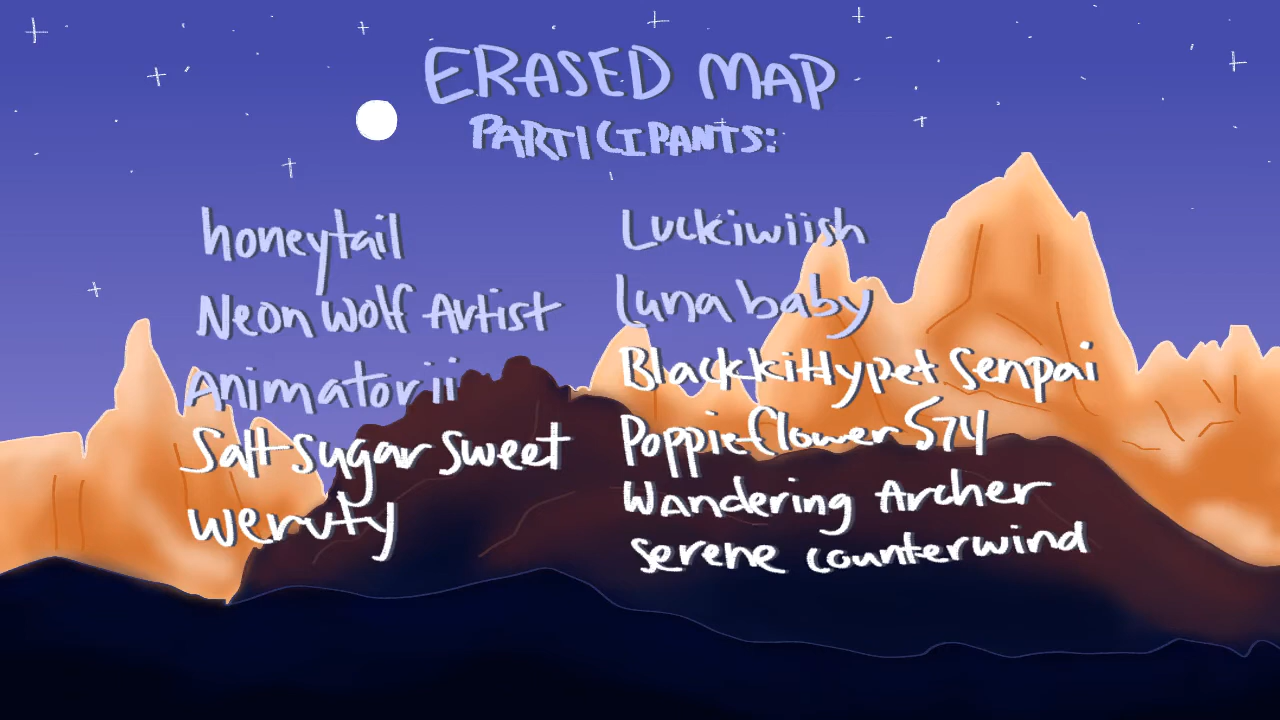 ERASED MAP
PARTICIPANTS:
honeytail
Neon Wolf Artist
Animatorii
Salt Sugar Sweet
weruty
Luckiwiish
luna baby
Blackkittypet Senpai
Poppieflower574
Wandering Archer
serene counterwind